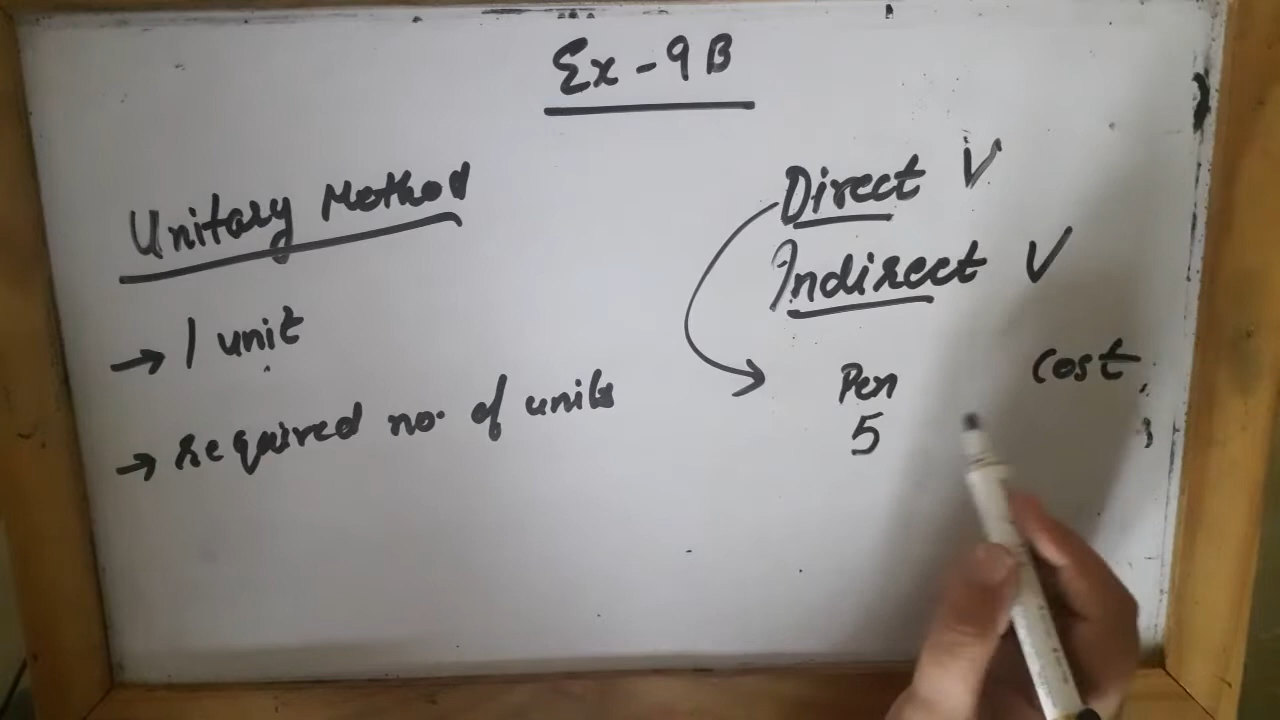 Ex - 9B
Unitary Method
→ 1 unit
→ required no. of units
Direct V
Indirect V
Pen cost
5